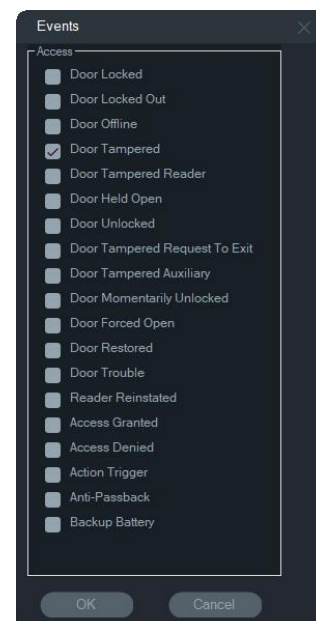 Events
Access
Door Locked
Door Locked Out
Door Offline
Door Tampered
Door Tampered Reader
Door Held Open
Door Unlocked
Door Tampered Request To Exit
Door Tampered Auxiliary
Door Momentarily Unlocked
Door Forced Open
Door Restored
Door Trouble
Reader Reinstated
Access Granted
Access Denied
Action Trigger
Anti-Passback
Backup Battery
OK Cancel